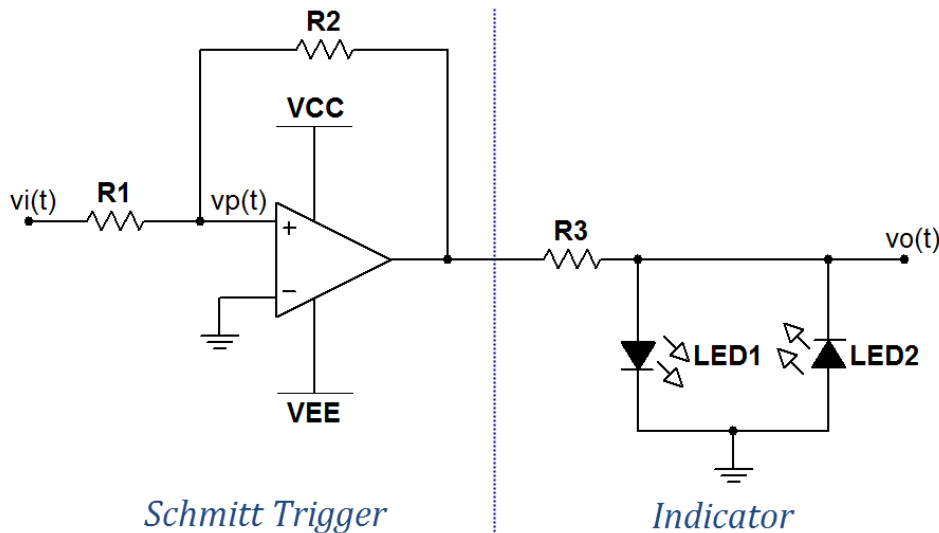 R2
VCC
vi(t)
R1
vp(t)
+
−
R3
vo(t)
LED1
LED2
VEE
Schmitt Trigger
Indicator